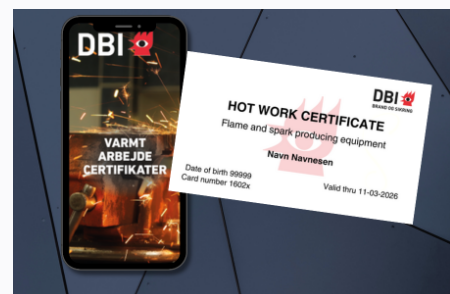 DBI
VARMT
ARBEJDE
CERTIFIKATER
DBI
BRAND OG SIKRING
HOT WORK CERTIFICATE
Flame and spark producing equipment
Navn Navnesen
Date of birth 99999
Card number 1602x
Valid thru 11-03-2026